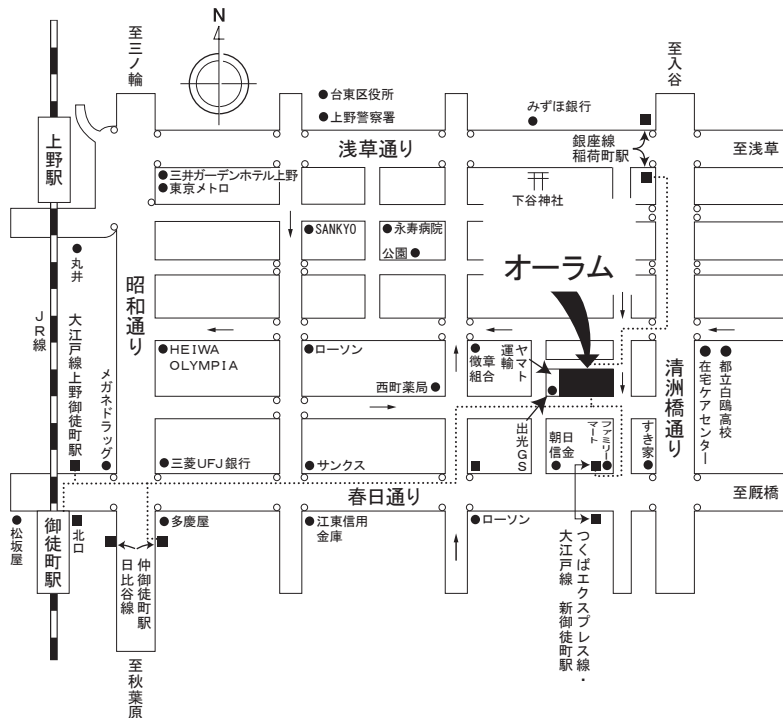 N
至三ノ輪
至入谷
台東区役所
上野警察署
みずほ銀行
浅草通り
銀座線
稲荷町駅
至浅草
上野駅
三井ガーデンホテル上野
東京メトロ
下谷神社
SANKYO
永寿病院
公園
丸井
昭和通り
オーラム
JR線
大江戸線上野御徒町駅
メガネドラッグ
HEIWA
OLYMPIA
ローソン
徽章
組合
ヤマト
運輸
西町薬局
清洲橋通り
都立白鴎高校
在宅ケアセンター
出光GS
朝日
信金
ファミリー
マート
すき家
三菱UFJ銀行
サンクス
春日通り
至厩橋
松坂屋
御徒町駅
北口
多慶屋
江東信用
金庫
ローソン
仲御徒町駅
日比谷線
つくばエクスプレス線・
大江戸線 新御徒町駅
至秋葉原